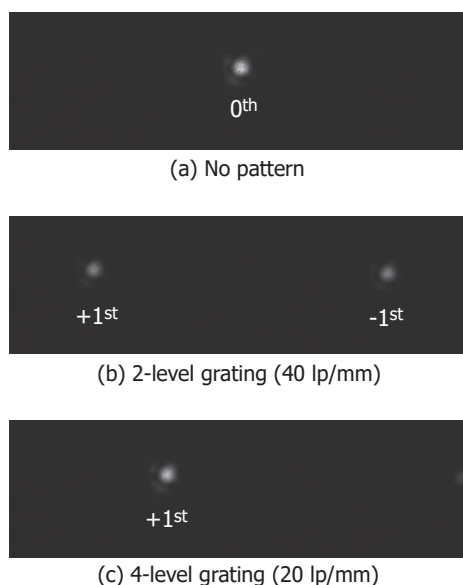 0th
(a) No pattern
+1st
-1st
(b) 2-level grating (40 lp/mm)
+1st
(c) 4-level grating (20 lp/mm)